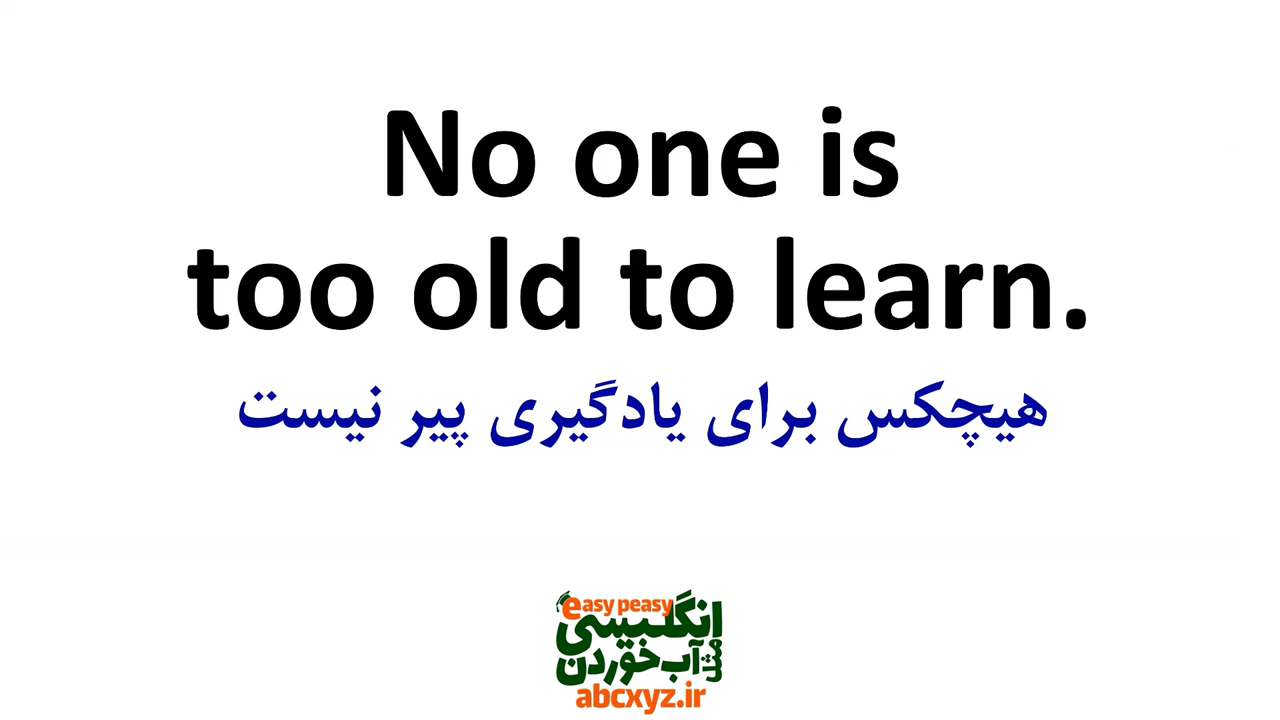 No one is
too old to learn.
هیچکس برای یادگیری پیر نیست
easy peasy
انگلیسی
مثل آب خوردن
abcxyz.ir